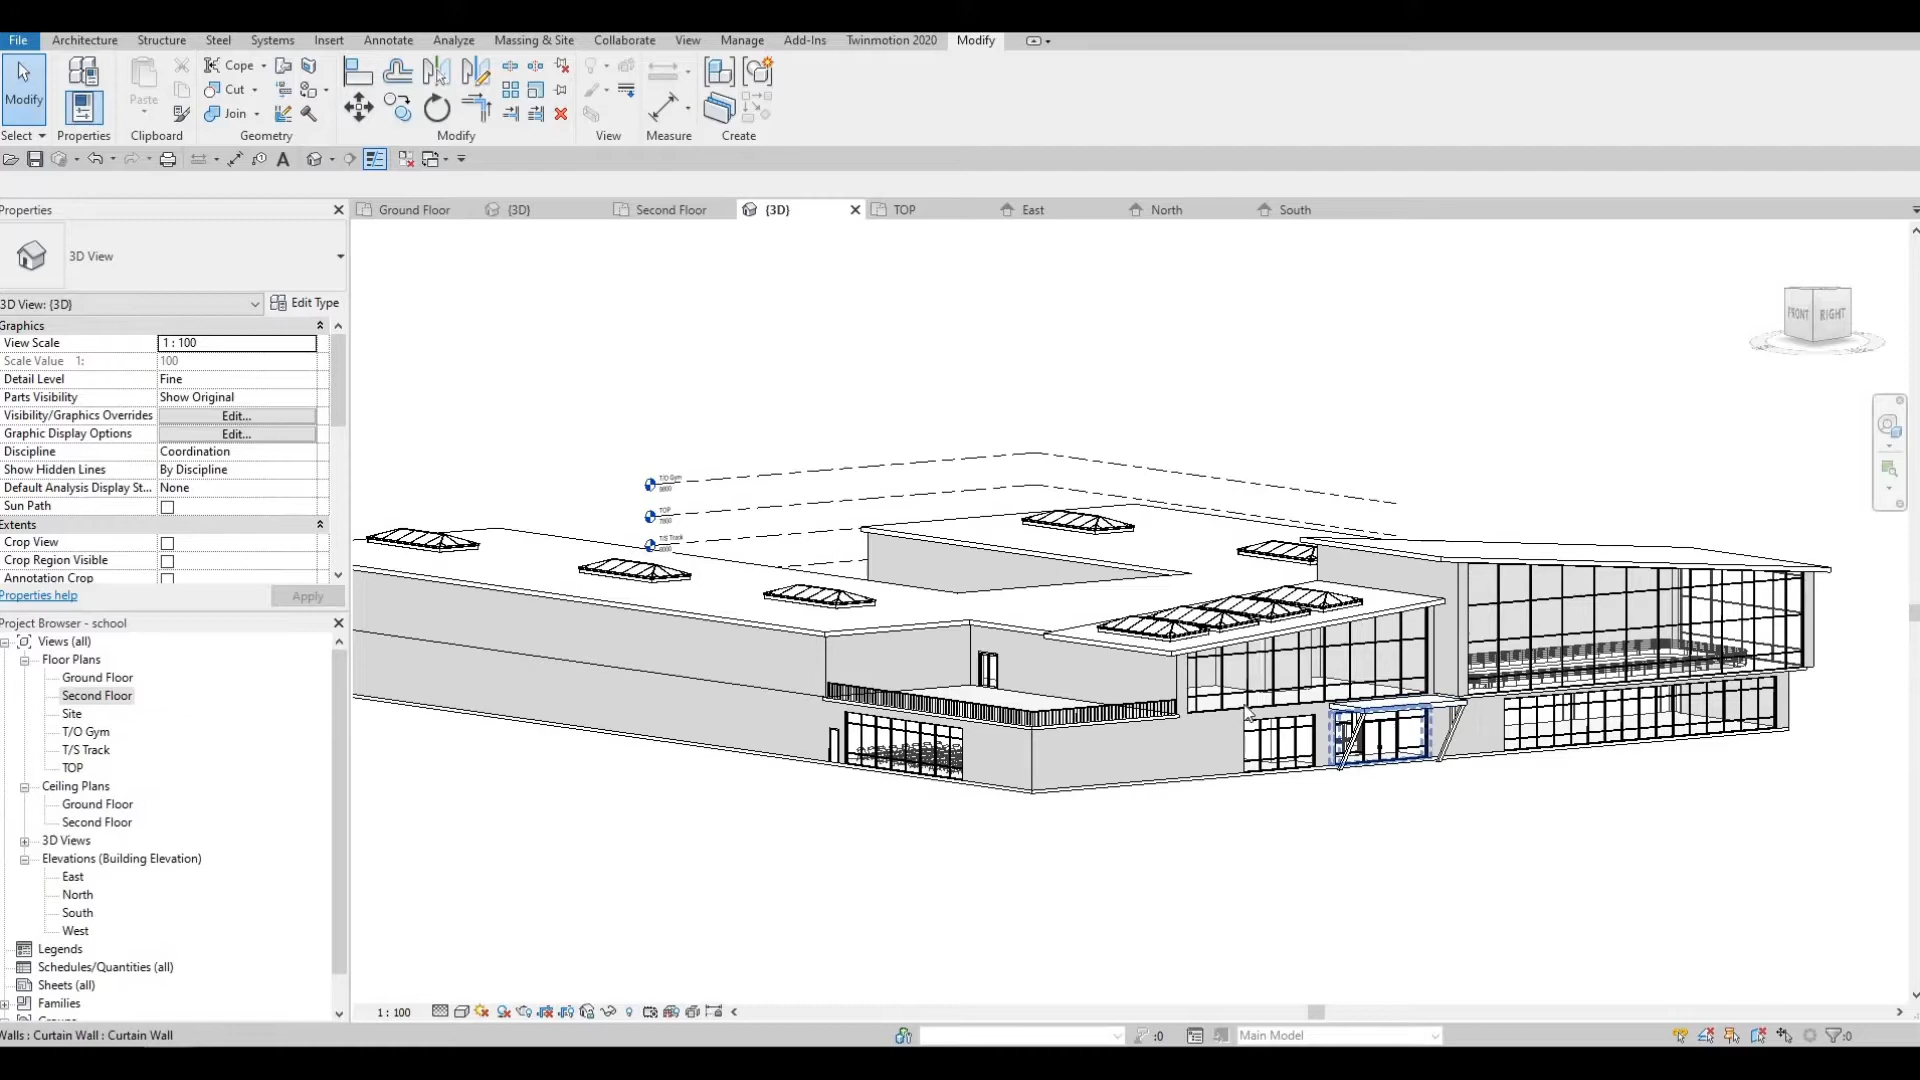 File Architecture Structure Steel Systems Insert Annotate Analyze Massing & Site Collaborate View Manage Add-Ins Twinmotion 2020 Modify
Cope
Cut
Join
Modify
Paste
Select Properties Clipboard Geometry Modify View Measure Create
Properties
Ground Floor {3D} Second Floor {3D} TOP East North South
3D View
3D View: {3D} Edit Type
Graphics
View Scale 1 : 100
Scale Value 1: 100
Detail Level Fine
Parts Visibility Show Original
Visibility/Graphics Overrides Edit...
Graphic Display Options Edit...
Discipline Coordination
Show Hidden Lines By Discipline
Default Analysis Display St... None
Sun Path
Extents
Crop View
Crop Region Visible
Annotation Crop
Properties help Apply
Project Browser - school
Views (all)
Floor Plans
Ground Floor
Second Floor
Site
T/O Gym
T/S Track
TOP
Ceiling Plans
Ground Floor
Second Floor
3D Views
Elevations (Building Elevation)
East
North
South
West
Legends
Schedules/Quantities (all)
Sheets (all)
Families
T/O Gym
TOP
T/S Track
FRONT RIGHT
1 : 100
Walls : Curtain Wall : Curtain Wall
:0
Main Model
:0